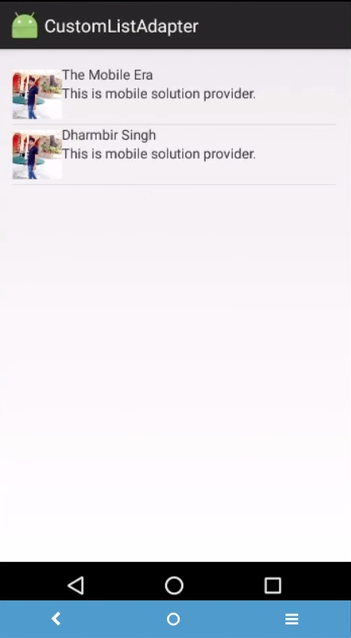 CustomListAdapter
The Mobile Era
This is mobile solution provider.
Dharmbir Singh
This is mobile solution provider.